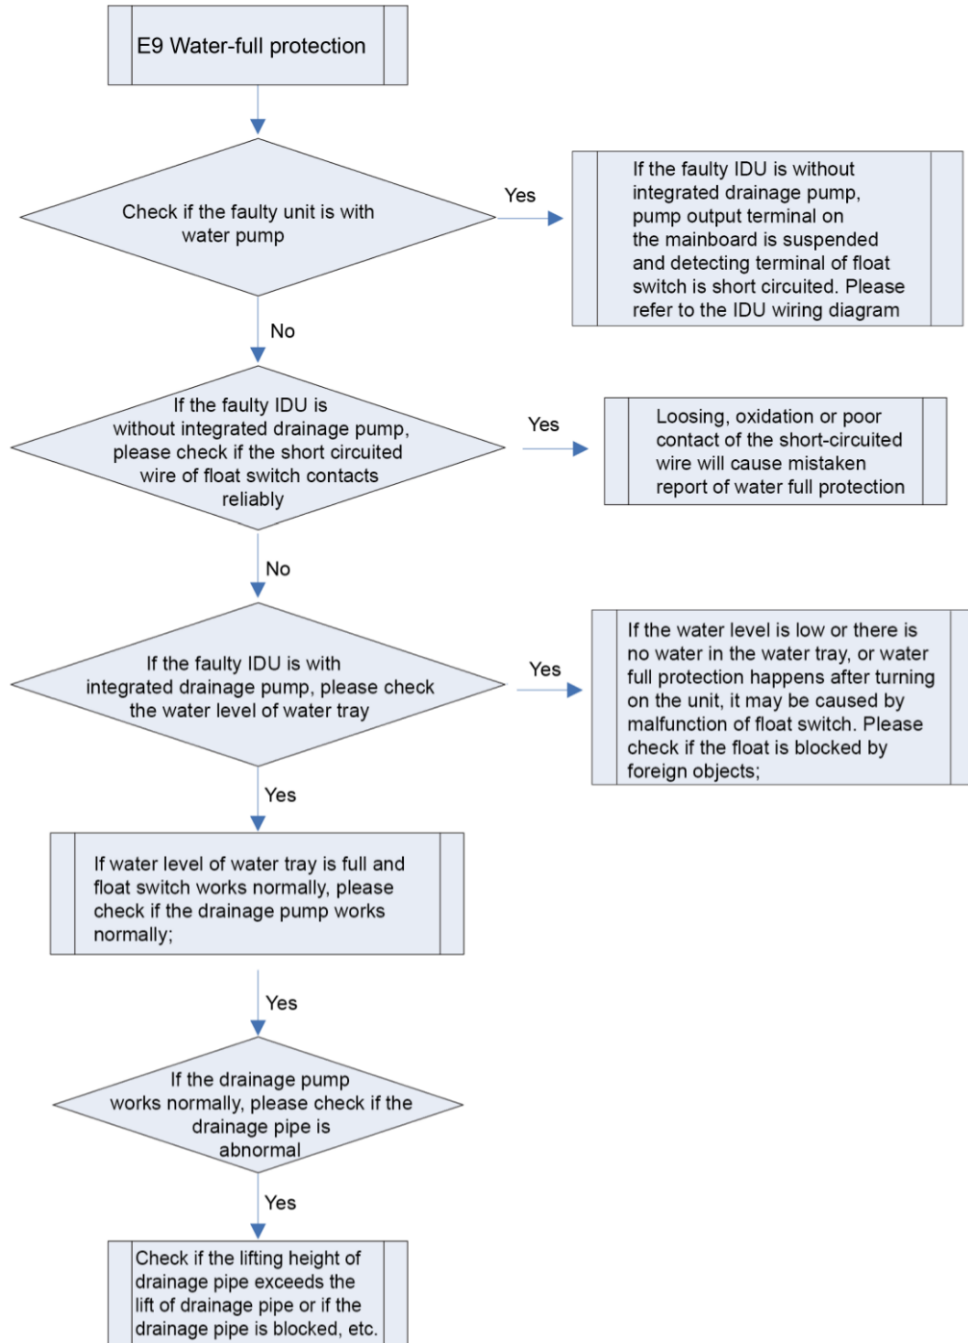 E9 Water-full protection
Check if the faulty unit is with
water pump
Yes
If the faulty IDU is without
integrated drainage pump,
pump output terminal on
the mainboard is suspended
and detecting terminal of float
switch is short circuited. Please
refer to the IDU wiring diagram
No
If the faulty IDU is
without integrated drainage pump,
please check if the short circuited
wire of float switch contacts
reliably
Yes
Loosing, oxidation or poor
contact of the short-circuited
wire will cause mistaken
report of water full protection
No
If the faulty IDU is with
integrated drainage pump, please check
the water level of water tray
Yes
If the water level is low or there is
no water in the water tray, or water
full protection happens after turning
on the unit, it may be caused by
malfunction of float switch. Please
check if the float is blocked by
foreign objects;
Yes
If water level of water tray is full and
float switch works normally, please
check if the drainage pump works
normally;
Yes
If the drainage pump
works normally, please check if the
drainage pipe is
abnormal
Yes
Check if the lifting height of
drainage pipe exceeds the
lift of drainage pipe or if the
drainage pipe is blocked, etc.